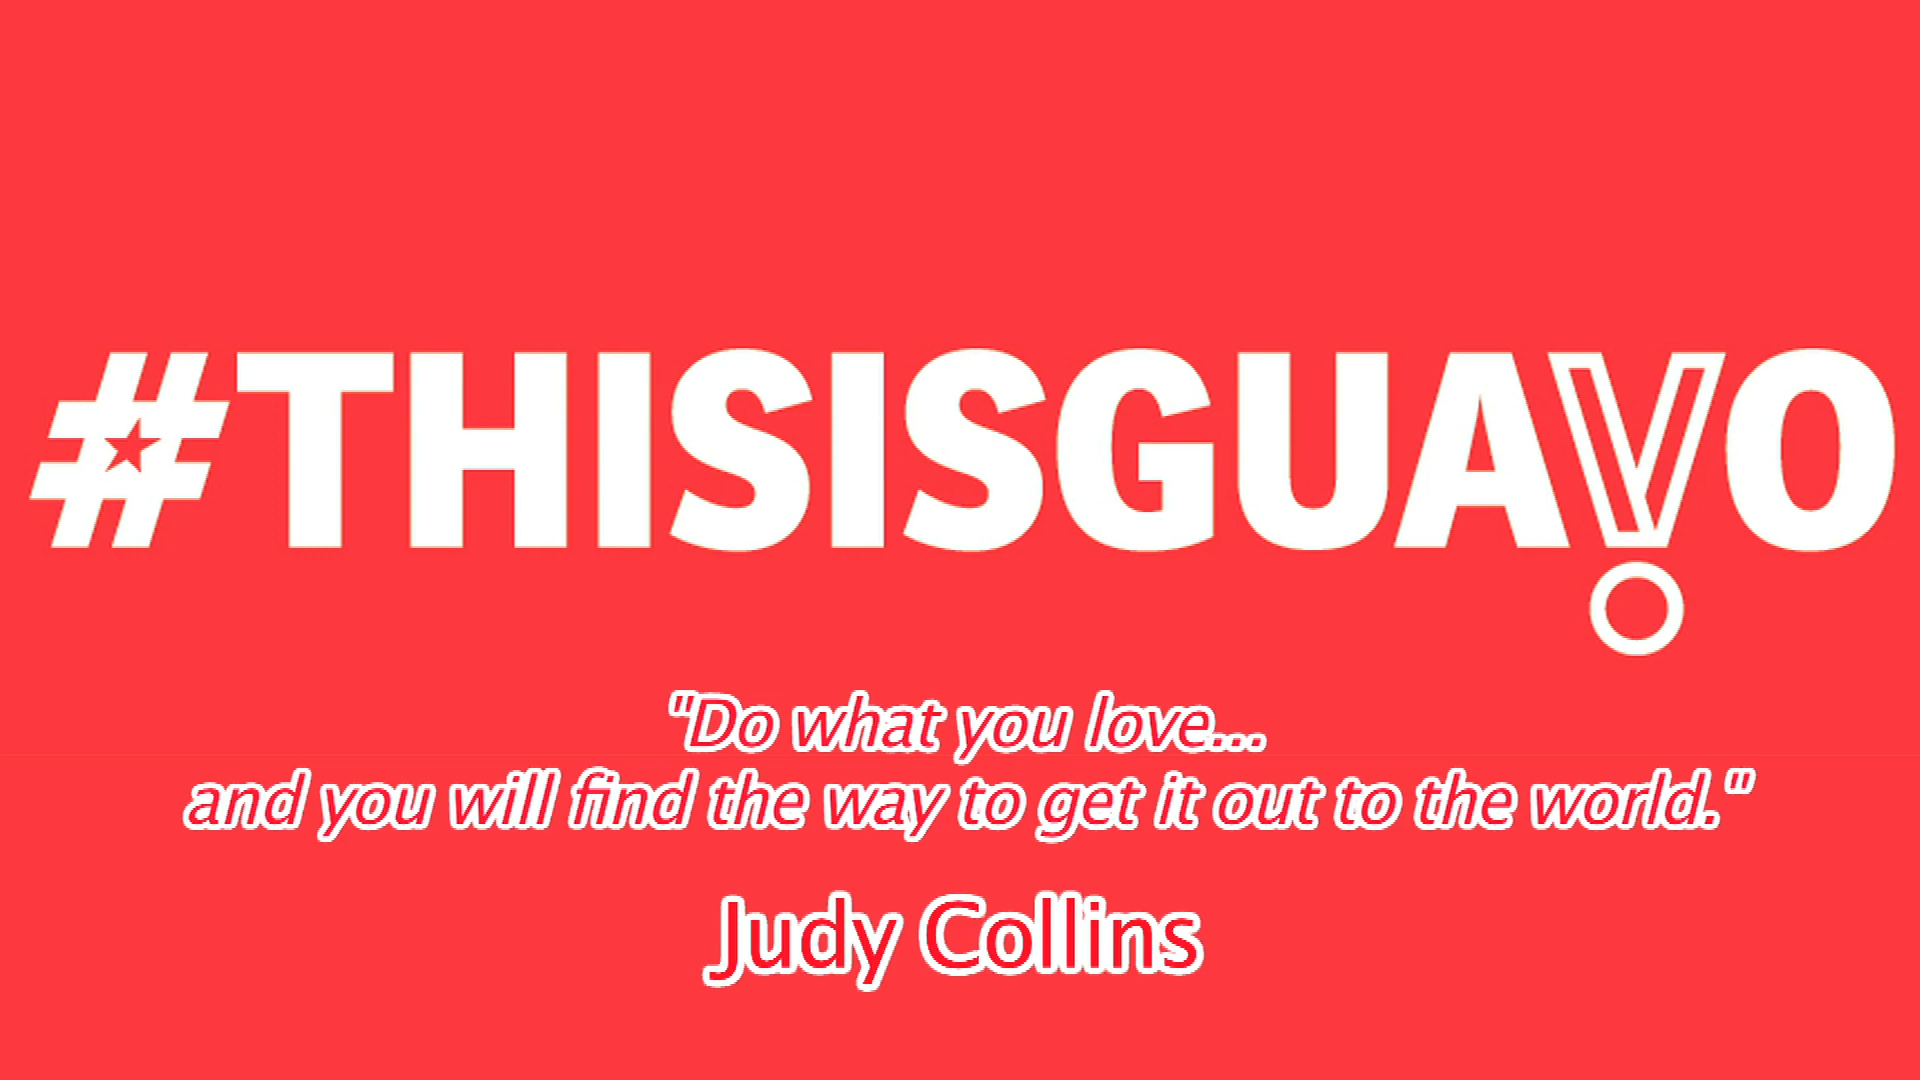 #THISISGUAVO
"Do what you love...
and you will find the way to get it out to the world."
Judy Collins